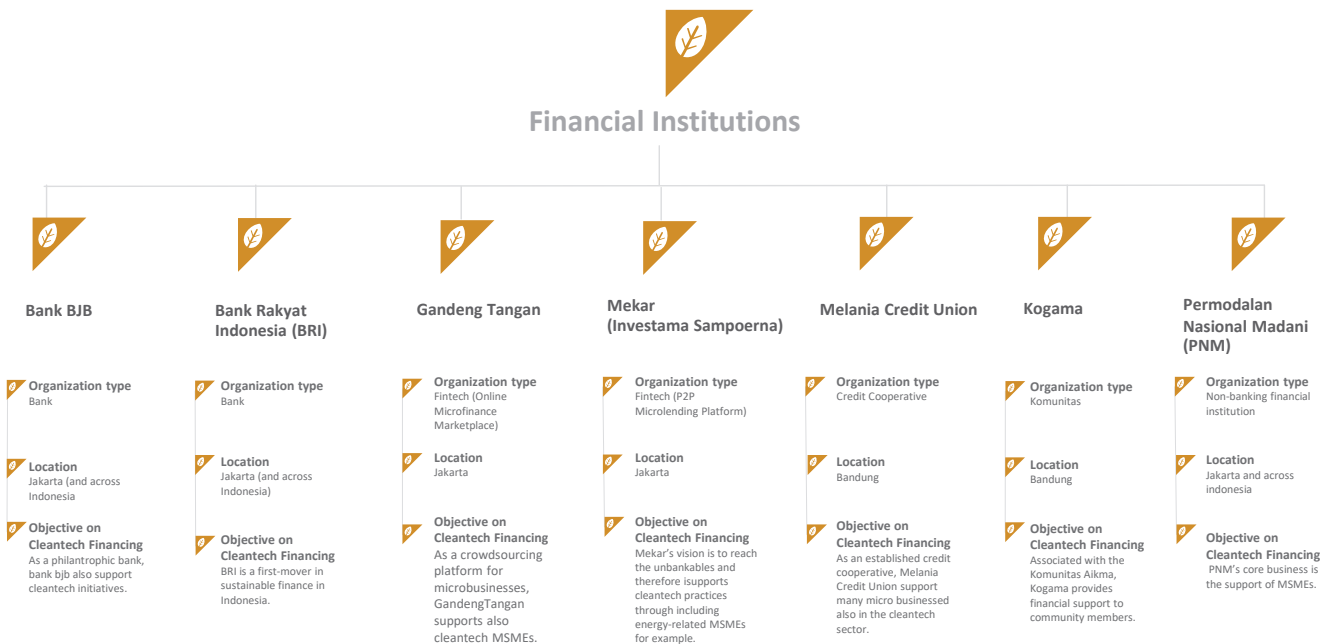 Financial Institutions
Bank BJB
Organization type
Bank
Location
Jakarta (and across
Indonesia
Objective on
Cleantech Financing
As a philantropic bank,
bank bjb also support
cleantech initiatives.
Bank Rakyat
Indonesia (BRI)
Organization type
Bank
Location
Jakarta (and across
Indonesia)
Objective on
Cleantech Financing
BRI is a first-mover in
sustainable finance in
Indonesia.
Gandeng Tangan
Organization type
Fintech (Online
Microfinance
Marketplace)
Location
Jakarta
Objective on
Cleantech Financing
As a crowdsourcing
platform for
microbusinesses,
GandengTangan
supports also
cleantech MSMEs.
Mekar
(Investama Sampoerna)
Organization type
Fintech (P2P
Microlending Platform)
Location
Jakarta
Objective on
Cleantech Financing
Mekar's vision is to reach
the unbankables and
therefore isupports
cleantech practices
through including
energy-related MSMEs
for example.
Melania Credit Union
Organization type
Credit Cooperative
Location
Bandung
Objective on
Cleantech Financing
As an established credit
cooperative, Melania
Credit Union support
many micro businessed
also in the cleantech
sector.
Kogama
Organization type
Komunitas
Location
Bandung
Objective on
Cleantech Financing
Associated with the
Komunitas Aikma,
Kogama provides
financial support to
community members.
Permodalan
Nasional Madani
(PNM)
Organization type
Non-banking financial
institution
Location
Jakarta and across
indonesia
Objective on
Cleantech Financing
PNM's core business is
the support of MSMEs.